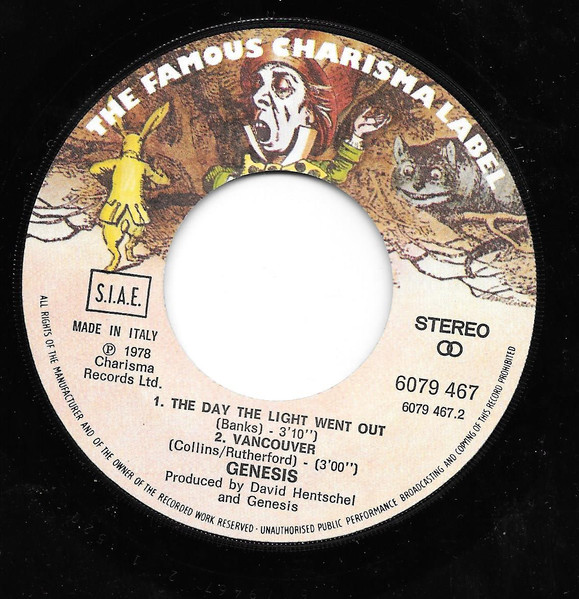 THE FAMOUS CHARISMA LABEL
S.I.A.E.
MADE IN ITALY
Ⓟ 1978
Charisma
Records Ltd.
STEREO
6079 467
6079 467.2
1. THE DAY THE LIGHT WENT OUT
(Banks) - 3'10'')
2. VANCOUVER
(Collins/Rutherford) - (3'00'')
GENESIS
Produced by David Hentschel
and Genesis
ALL RIGHTS OF THE MANUFACTURER AND OF THE OWNER OF THE RECORDED WORK RESERVED - UNAUTHORISED PUBLIC PERFORMANCE BROADCASTING AND COPYING OF THIS RECORD PROHIBITED